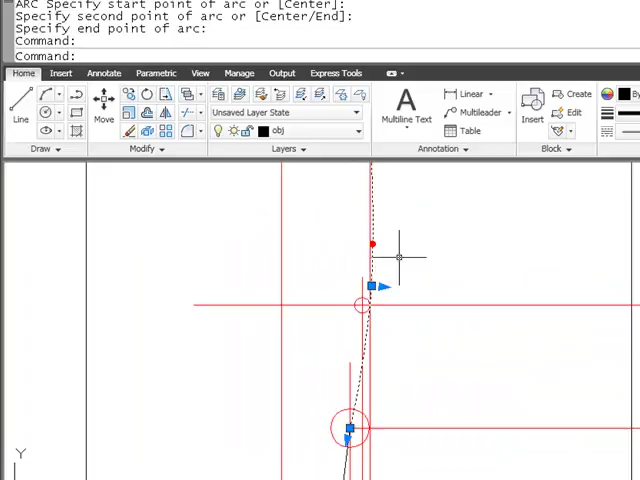 ARC Specify start point of arc or [Center]:
Specify second point of arc or [Center/End]:
Specify end point of arc:
Command:
Command:
Home Insert Annotate Parametric View Manage Output Express Tools
Line
Move
Unsaved Layer State
obj
Multiline Text
Linear
Multileader
Table
Insert
Create
Edit
Draw Modify Layers Annotation Block
Y